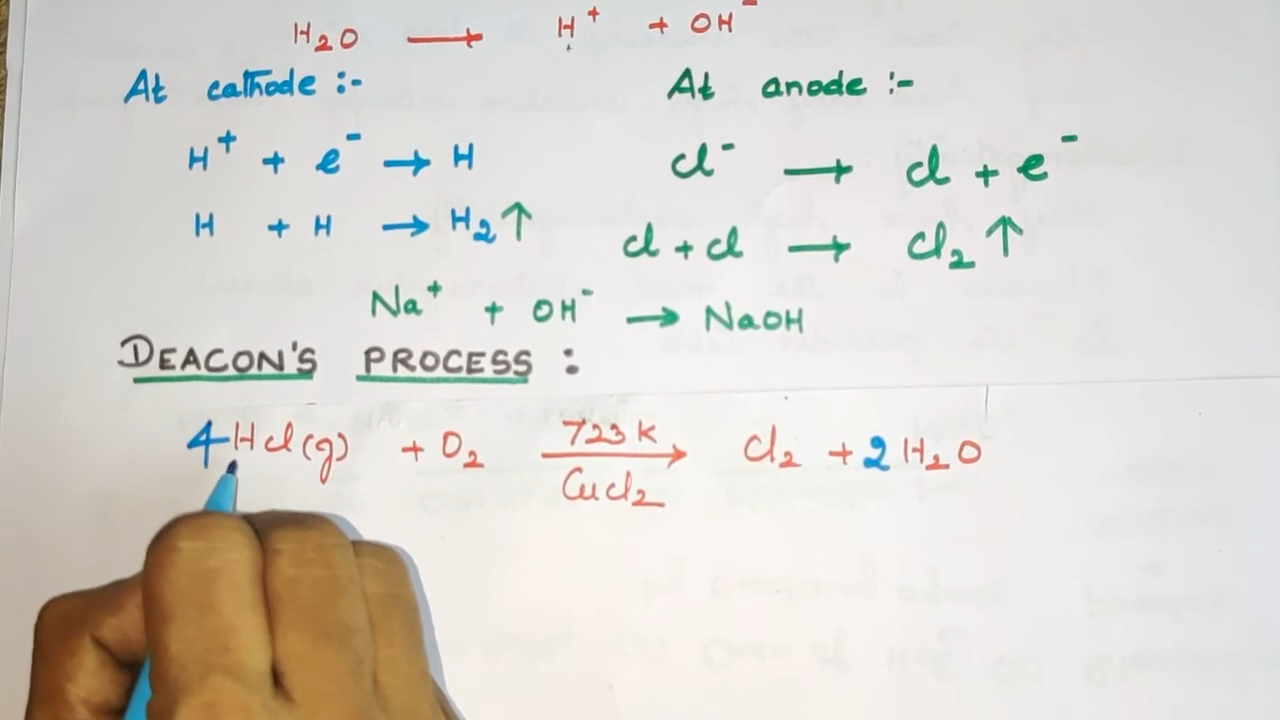 H₂O ⟶ H⁺ + OH⁻
At cathode :- At anode :-
H⁺ + e⁻ → H Cl⁻ → Cl + e⁻
H + H → H₂↑ Cl + Cl → Cl₂↑
Na⁺ + OH⁻ → NaOH
DEACON'S PROCESS :
723 K
4HCl(g) + O₂ ⟶ Cl₂ + 2H₂O
CuCl₂